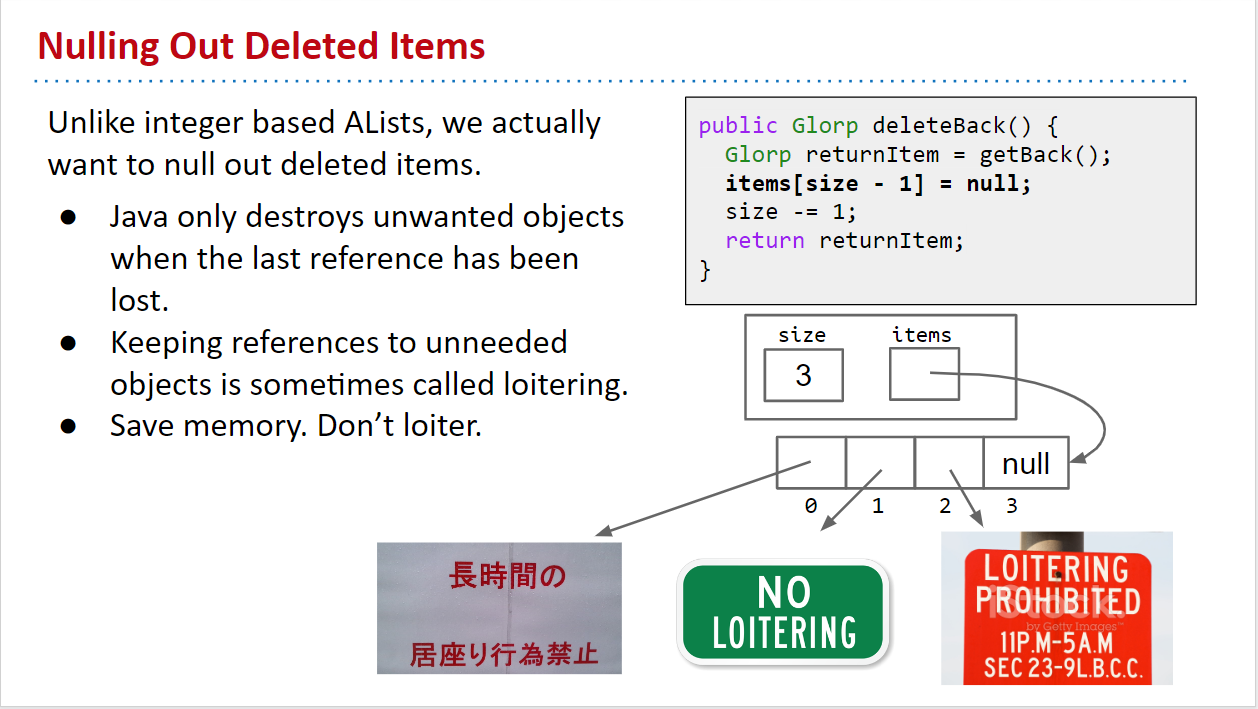 Nulling Out Deleted Items
Unlike integer based ALists, we actually
want to null out deleted items.
● Java only destroys unwanted objects
when the last reference has been
lost.
● Keeping references to unneeded
objects is sometimes called loitering.
● Save memory. Don’t loiter.
public Glorp deleteBack() {
  Glorp returnItem = getBack();
  items[size - 1] = null;
  size -= 1;
  return returnItem;
}
size items
3
null
0 1 2 3
長時間の
居座り行為禁止
NO
LOITERING
LOITERING
PROHIBITED
iStock.
by Getty Images™
11P.M-5A.M
SEC 23-9L.B.C.C.